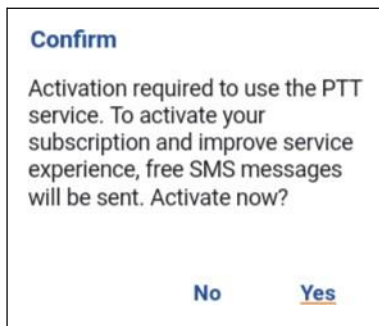 Confirm
Activation required to use the PTT
service. To activate your
subscription and improve service
experience, free SMS messages
will be sent. Activate now?
No Yes